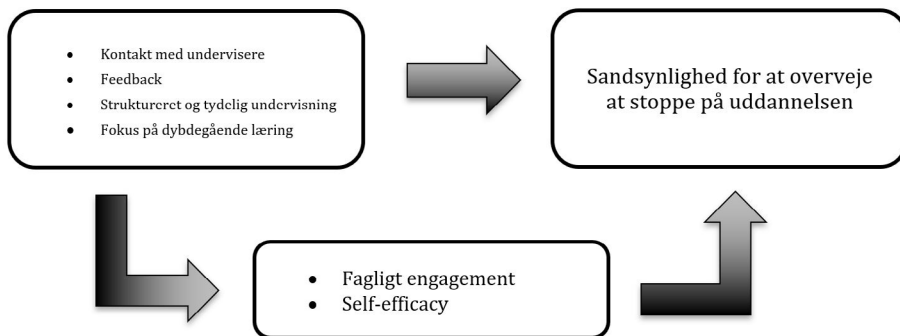 • Kontakt med undervisere
• Feedback
• Struktureret og tydelig undervisning
• Fokus på dybdegående læring
Sandsynlighed for at overveje
at stoppe på uddannelsen
• Fagligt engagement
• Self-efficacy